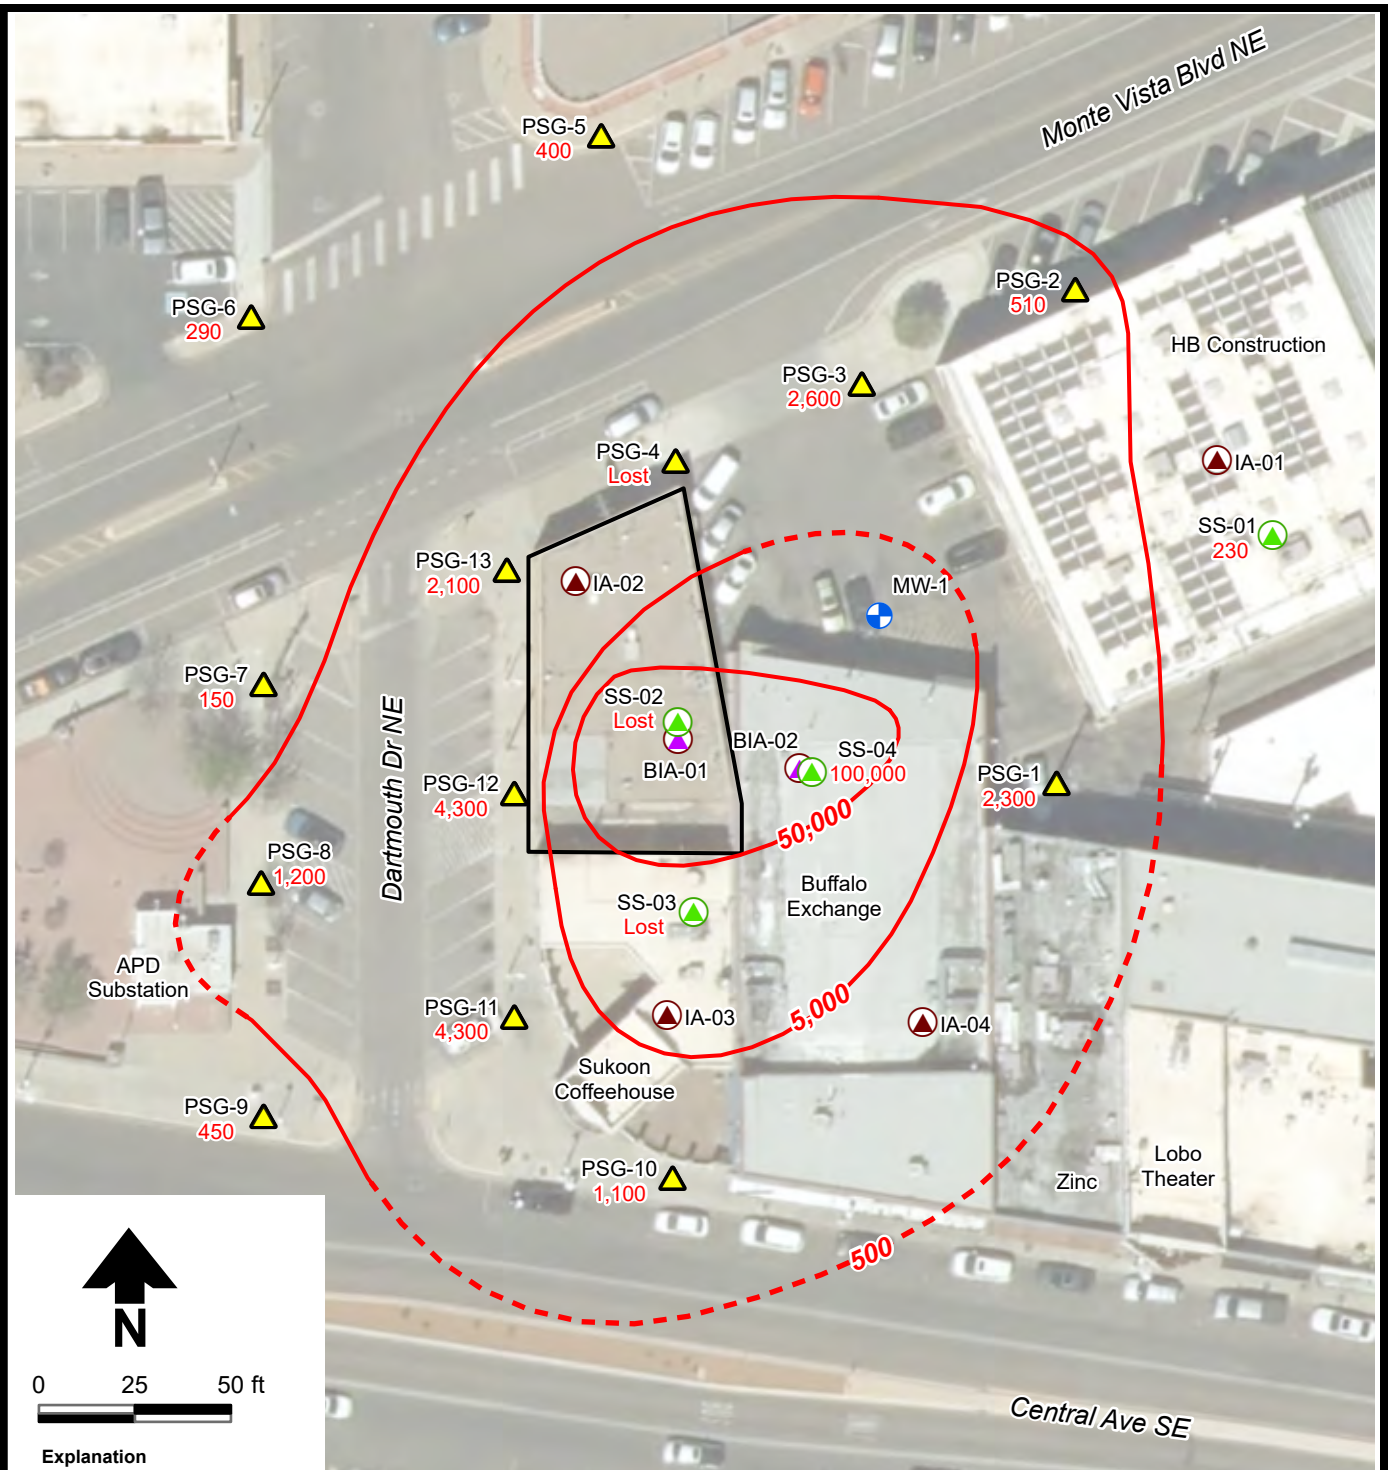 Monte Vista Blvd NE
PSG-5
400
PSG-2
510
PSG-6
290
HB Construction
PSG-3
2,600
PSG-4
Lost
IA-01
SS-01
230
PSG-13
2,100
IA-02
MW-1
PSG-7
150
SS-02
Lost
BIA-01
BIA-02
SS-04
100,000
Dartmouth Dr NE
PSG-12
4,300
PSG-1
2,300
50,000
PSG-8
1,200
Buffalo
Exchange
SS-03
Lost
APD
Substation
PSG-11
4,300
IA-03
5,000
IA-04
Sukoon
Coffeehouse
PSG-9
450
PSG-10
1,100
Zinc
Lobo
Theater
500
N
0 25 50 ft
Central Ave SE
Explanation